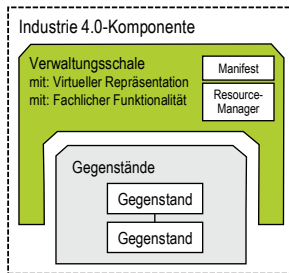 Industrie 4.0-Komponente
Verwaltungsschale
mit: Virtueller Repräsentation
mit: Fachlicher Funktionalität
Manifest
Resource-
Manager
Gegenstände
Gegenstand
Gegenstand